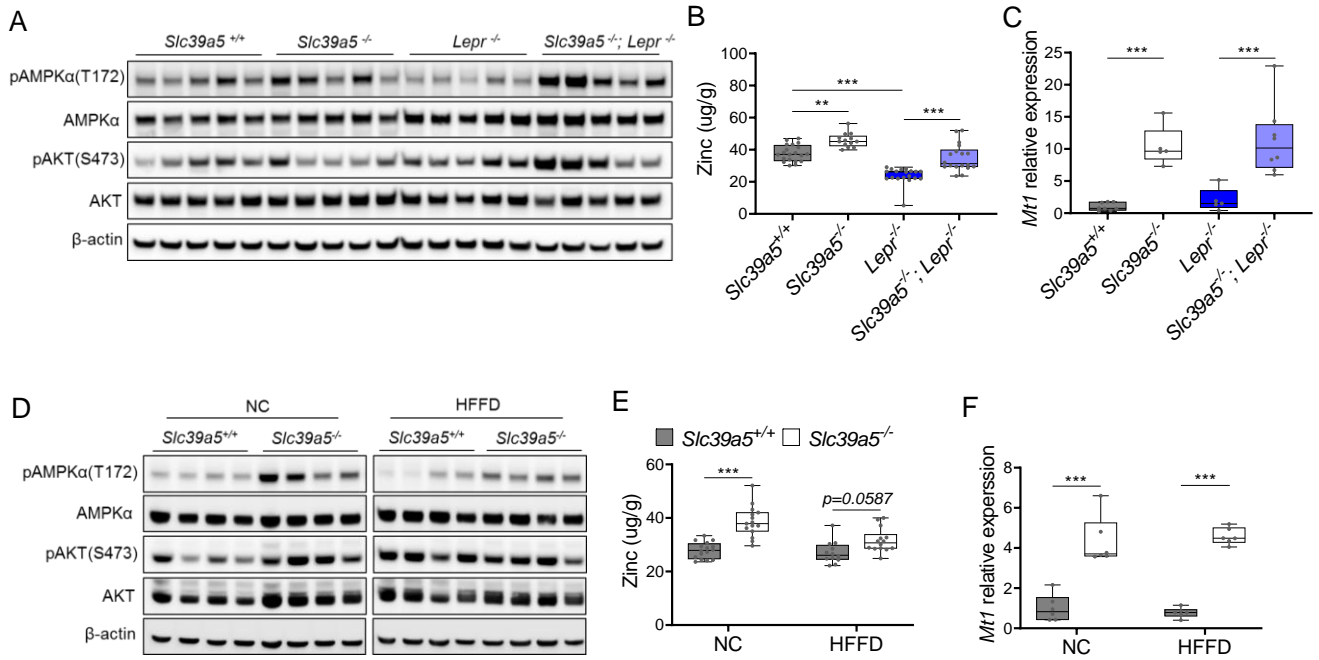 A
Slc39a5 +/+ Slc39a5 -/- Lepr -/- Slc39a5 -/-; Lepr -/-
pAMPKα(T172)
AMPKα
pAKT(S473)
AKT
β-actin
B
Zinc (ug/g)
100
80
60
40
20
0
***
** ***
Slc39a5+/+
Slc39a5-/-
Lepr-/-
Slc39a5-/-; Lepr-/-
C
Mt1 relative expression
25
20
15
10
5
0
*** ***
Slc39a5+/+
Slc39a5-/-
Lepr-/-
Slc39a5-/-; Lepr-/-
D
NC HFFD
Slc39a5+/+ Slc39a5-/- Slc39a5+/+ Slc39a5-/-
pAMPKα(T172)
AMPKα
pAKT(S473)
AKT
β-actin
E
Slc39a5+/+ Slc39a5-/-
Zinc (ug/g)
60
40
20
0
*** p=0.0587
NC HFFD
F
Mt1 relative experssion
8
6
4
2
0
*** ***
NC HFFD